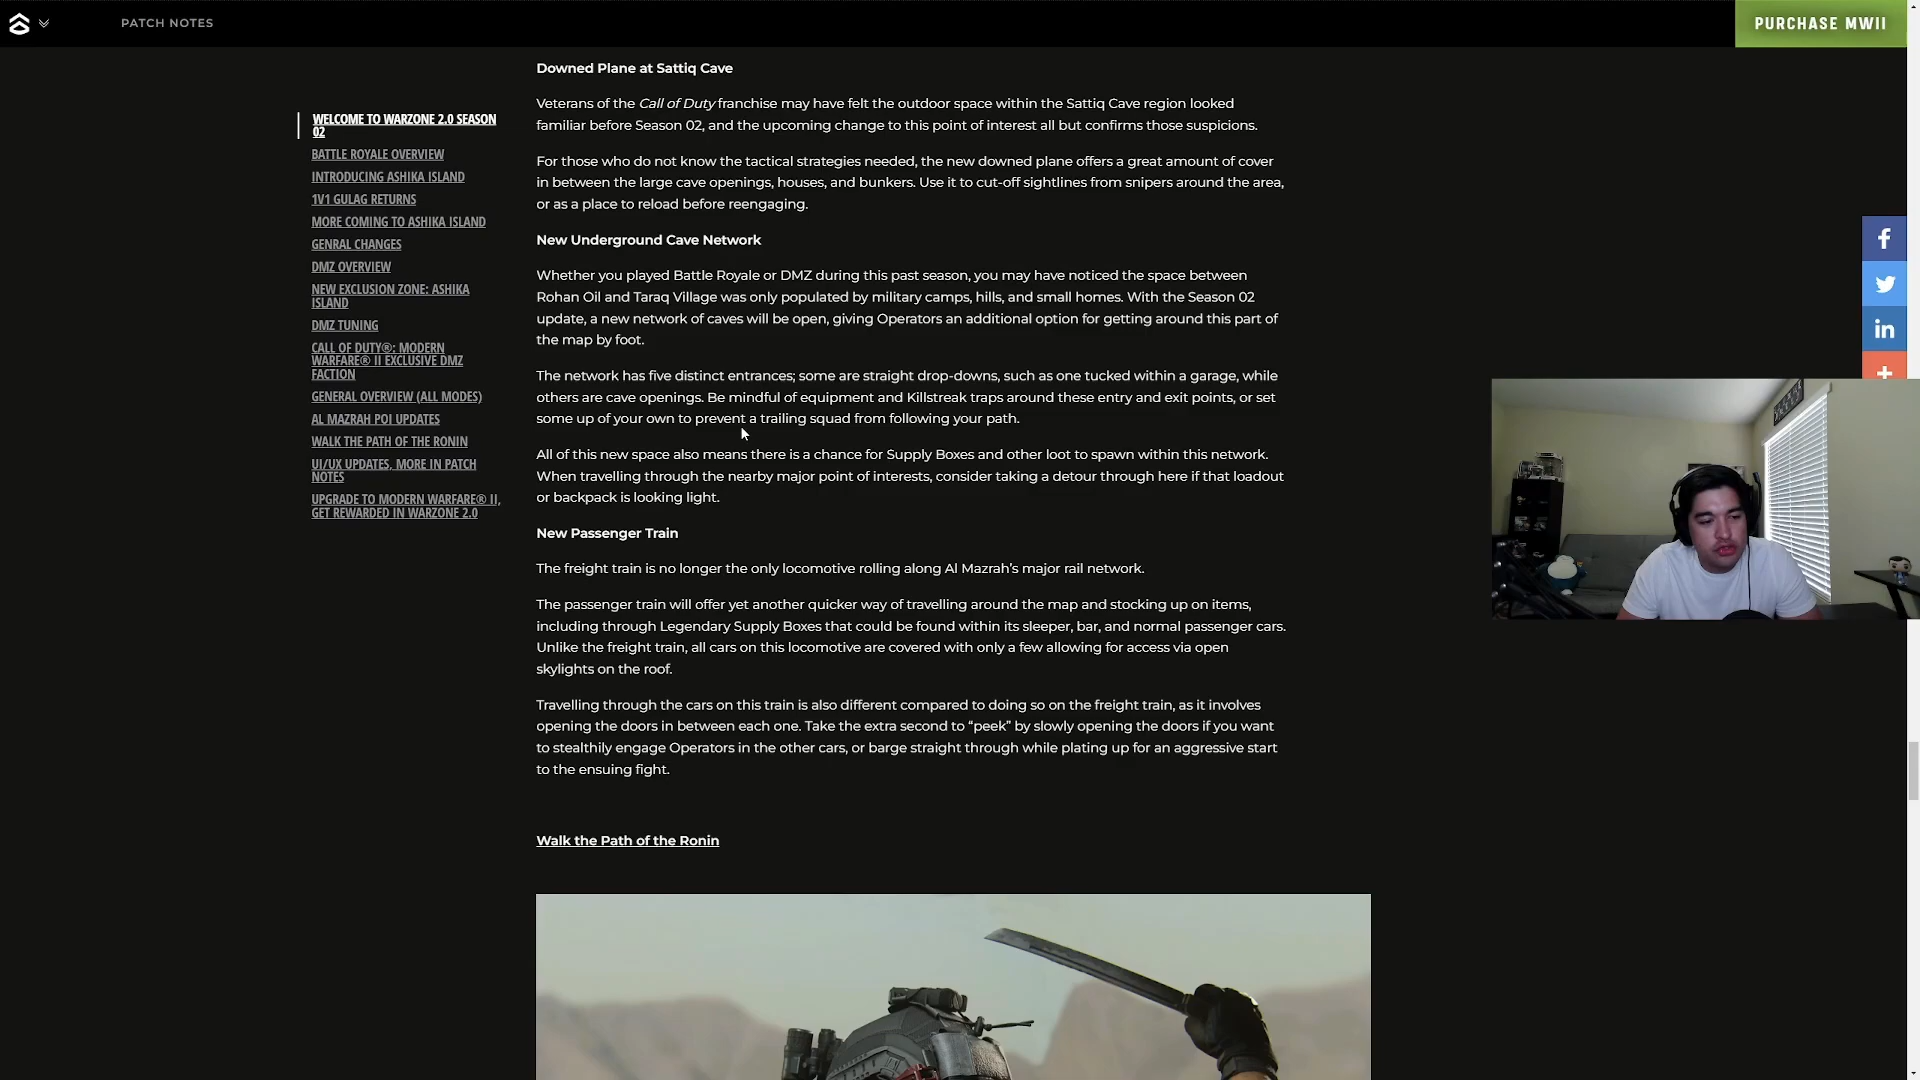 PATCH NOTES
PURCHASE MWII
WELCOME TO WARZONE 2.0 SEASON
02
BATTLE ROYALE OVERVIEW
INTRODUCING ASHIKA ISLAND
1V1 GULAG RETURNS
MORE COMING TO ASHIKA ISLAND
GENRAL CHANGES
DMZ OVERVIEW
NEW EXCLUSION ZONE: ASHIKA
ISLAND
DMZ TUNING
CALL OF DUTY®: MODERN
WARFARE® II EXCLUSIVE DMZ
FACTION
GENERAL OVERVIEW (ALL MODES)
AL MAZRAH POI UPDATES
WALK THE PATH OF THE RONIN
UI/UX UPDATES, MORE IN PATCH
NOTES
UPGRADE TO MODERN WARFARE® II,
GET REWARDED IN WARZONE 2.0
Downed Plane at Sattiq Cave
Veterans of the Call of Duty franchise may have felt the outdoor space within the Sattiq Cave region looked
familiar before Season 02, and the upcoming change to this point of interest all but confirms those suspicions.
For those who do not know the tactical strategies needed, the new downed plane offers a great amount of cover
in between the large cave openings, houses, and bunkers. Use it to cut-off sightlines from snipers around the area,
or as a place to reload before reengaging.
New Underground Cave Network
Whether you played Battle Royale or DMZ during this past season, you may have noticed the space between
Rohan Oil and Taraq Village was only populated by military camps, hills, and small homes. With the Season 02
update, a new network of caves will be open, giving Operators an additional option for getting around this part of
the map by foot.
The network has five distinct entrances; some are straight drop-downs, such as one tucked within a garage, while
others are cave openings. Be mindful of equipment and Killstreak traps around these entry and exit points, or set
some up of your own to prevent a trailing squad from following your path.
All of this new space also means there is a chance for Supply Boxes and other loot to spawn within this network.
When travelling through the nearby major point of interests, consider taking a detour through here if that loadout
or backpack is looking light.
New Passenger Train
The freight train is no longer the only locomotive rolling along Al Mazrah's major rail network.
The passenger train will offer yet another quicker way of travelling around the map and stocking up on items,
including through Legendary Supply Boxes that could be found within its sleeper, bar, and normal passenger cars.
Unlike the freight train, all cars on this locomotive are covered with only a few allowing for access via open
skylights on the roof.
Travelling through the cars on this train is also different compared to doing so on the freight train, as it involves
opening the doors in between each one. Take the extra second to “peek” by slowly opening the doors if you want
to stealthily engage Operators in the other cars, or barge straight through while plating up for an aggressive start
to the ensuing fight.
Walk the Path of the Ronin